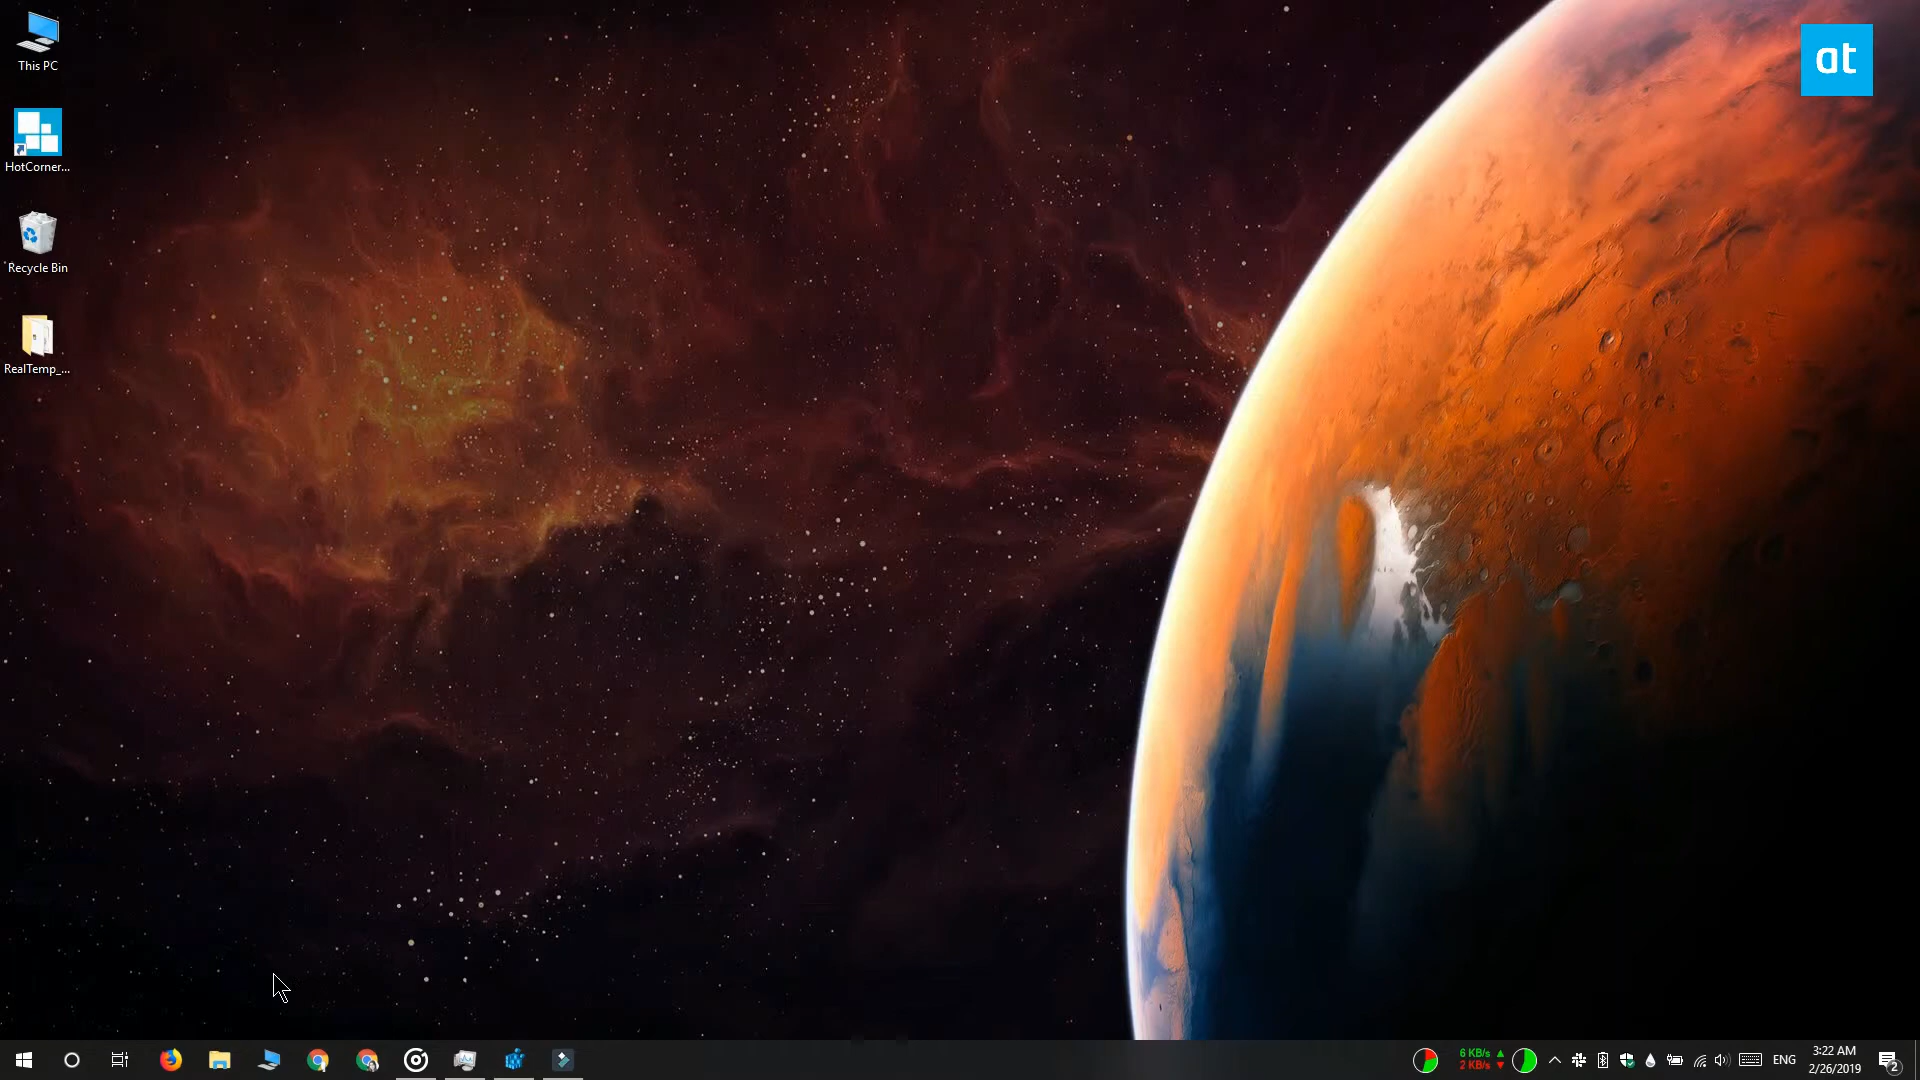 This PC
at
HotCorner...
Recycle Bin
RealTemp_...
6 KB/s
2 KB/s
ENG
3:22 AM
2/26/2019
2